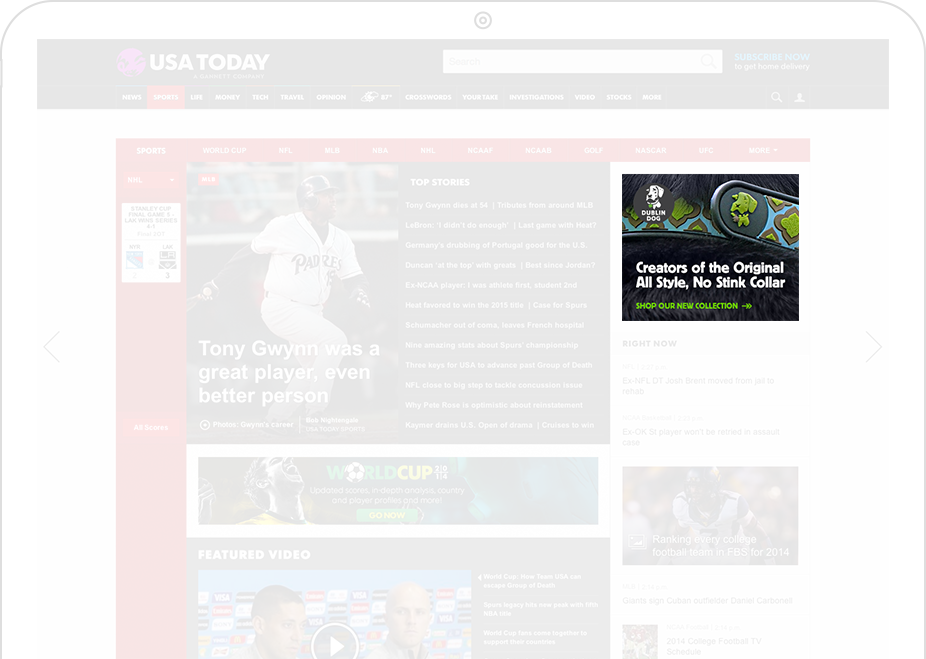 USA TODAY
A GANNETT COMPANY
Search
SUBSCRIBE NOW
to get home delivery
NEWS SPORTS LIFE MONEY TECH TRAVEL OPINION 81° CROSSWORDS YOUR TAKE INVESTIGATIONS VIDEO STOCKS MORE
SPORTS WORLD CUP NFL MLB NBA NHL NCAAF NCAAB GOLF NASCAR UFC MORE
NHL
STANLEY CUP
FINAL GAME 5 -
LAK WINS SERIES
4-1
NYR LAK
2 3
All Scores
MLB
PADRES
Tony Gwynn was a
great player, even
better person
Photos: Gwynn's career
Bob Nightengale
USA TODAY SPORTS
TOP STORIES
Tony Gwynn dies at 54 | Tributes from around MLB
LeBron: 'I didn't do enough' | Last game with Heat?
Germany's drubbing of Portugal good for the U.S.
Duncan 'at the top' with greats | Best since Jordan?
Ex-NCAA player: I was athlete first, student 2nd
Heat favored to win the 2015 title | Case for Spurs
Schumacher out of coma, leaves French hospital
Nine amazing stats about Spurs' championship
Three keys for USA to advance past Group of Death
NFL close to big step to tackle concussion issue
Why Pete Rose is optimistic about reinstatement
Kaymer drains U.S. Open of drama | Cruises to win
DUBLIN
DOG
Creators of the Original
All Style, No Stink Collar
SHOP OUR NEW COLLECTION
RIGHT NOW
Ex-NFL DT Josh Brent moved from jail to
rehab
Ex-OK St player won't be retried in assault
case
Ranking every college
football team in FBS for 2014
Giants sign Cuban outfielder Daniel Carbonell
2014 College Football TV
Schedule
WORLDCUP 2014
Updated scores, in depth analysis, country
and player profiles and more!
GO NOW
FEATURED VIDEO
World Cup: How Team USA can
escape Group of Death
Spurs legacy hits new peak with fifth
NBA title
World Cup fans come together to
support their countries